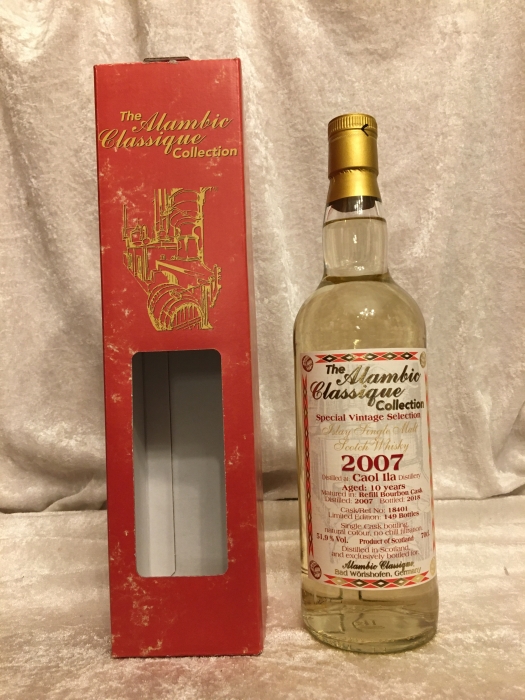 The
Alambic
Classique
Collection
The
Alambic
Classique
Collection
Special Vintage Selection
Islay Single Malt
Scotch Whisky
2007
Distilled at Caol Ila Distillery
Aged: 10 years
Matured in: Refill Bourbon Cask
Distilled: 2007 Bottled: 2018
Cask/Ref No: 18401
Limited Edition: 149 Bottles
Single Cask bottling
natural colour, no chill filtration
51,9 % Vol. Product of Scotland
Distilled in Scotland
and exclusively bottled for
Alambic Classique
Bad Wörishofen, Germany